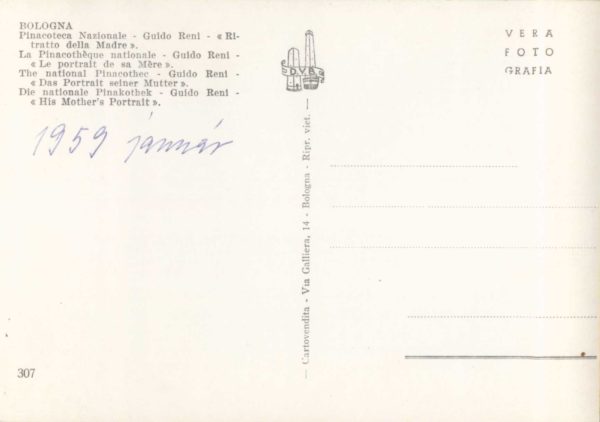 BOLOGNA
Pinacoteca Nazionale - Guido Reni - « Ri-
tratto della Madre ».
La Pinacothèque nationale - Guido Reni -
« Le portrait de sa Mère ».
The national Pinacothec - Guido Reni -
« Das Portrait seiner Mutter ».
Die nationale Pinakothek - Guido Reni -
« His Mother's Portrait ».
1959 január
307
D.V.B.
— Cartovendita - Via Galliera, 14 - Bologna - Ripr. viet. —
VERA
FOTO
GRAFIA